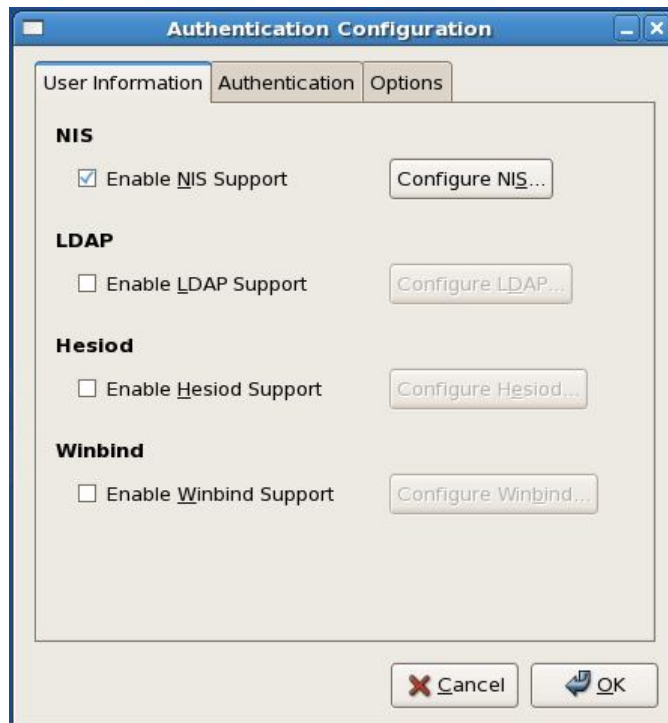 Authentication Configuration
User Information Authentication Options
NIS
Enable NIS Support Configure NIS...
LDAP
Enable LDAP Support Configure LDAP...
Hesiod
Enable Hesiod Support Configure Hesiod...
Winbind
Enable Winbind Support Configure Winbind...
Cancel OK